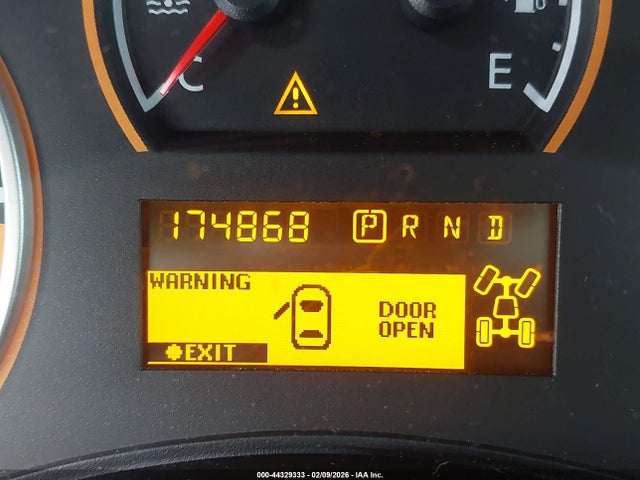 C
E
174868 P R N D
WARNING
DOOR
OPEN
EXIT
000-44329333 - 02/09/2026 - IAA Inc.